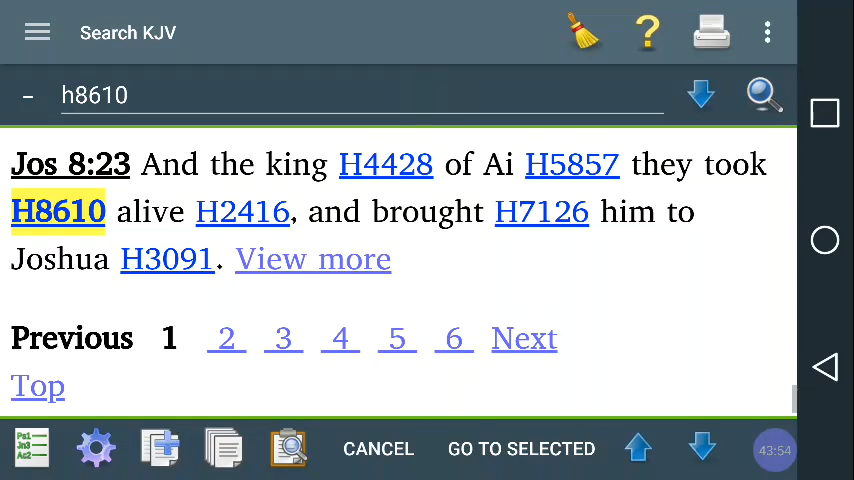 Search KJV
h8610
Jos 8:23 And the king H4428 of Ai H5857 they took
H8610 alive H2416, and brought H7126 him to
Joshua H3091. View more
Previous 1 2 3 4 5 6 Next
Top
Ps1
Jn3
Ac2
CANCEL GO TO SELECTED 43:54